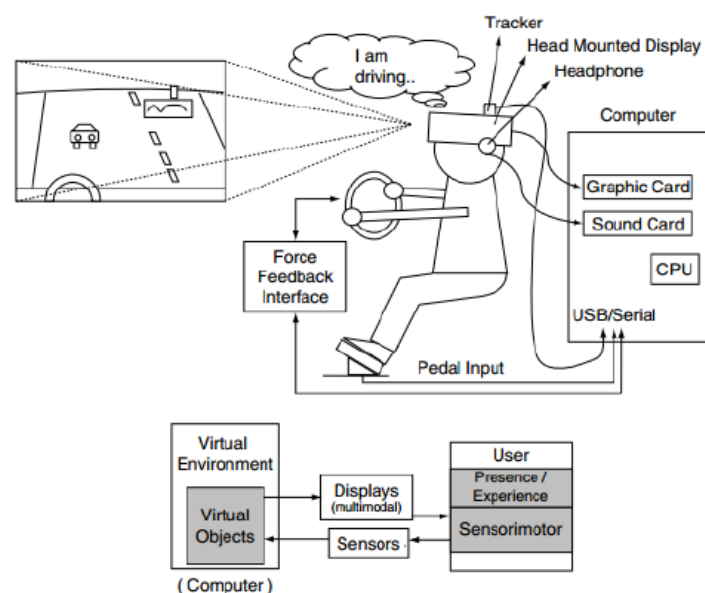 Tracker
I am
driving..
Head Mounted Display
Headphone
Computer
Graphic Card
Sound Card
CPU
USB/Serial
Force
Feedback
Interface
Pedal Input
Virtual
Environment
Virtual
Objects
( Computer )
Displays
(multimodal)
Sensors
User
Presence /
Experience
Sensorimotor